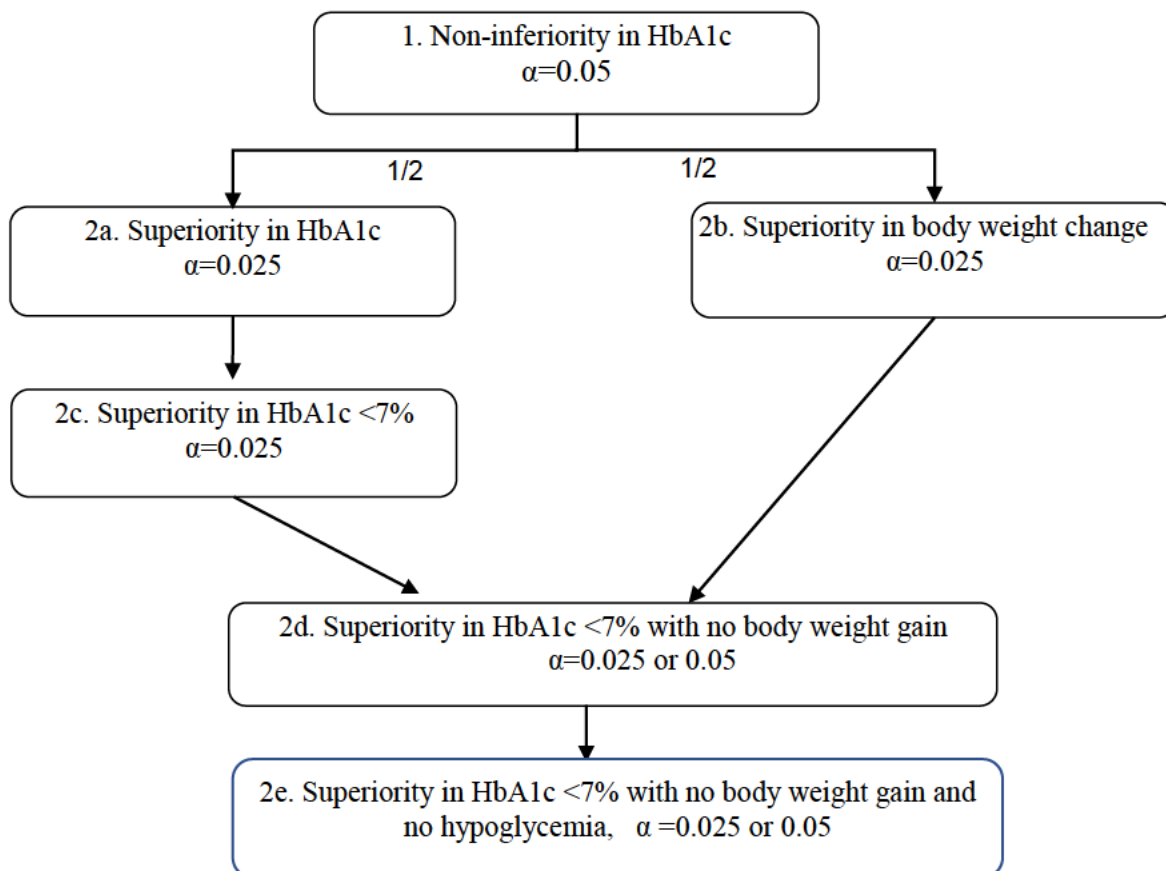 1. Non-inferiority in HbA1c
α=0.05
1/2
1/2
2a. Superiority in HbA1c
α=0.025
2b. Superiority in body weight change
α=0.025
2c. Superiority in HbA1c <7%
α=0.025
2d. Superiority in HbA1c <7% with no body weight gain
α=0.025 or 0.05
2e. Superiority in HbA1c <7% with no body weight gain and
no hypoglycemia, α =0.025 or 0.05